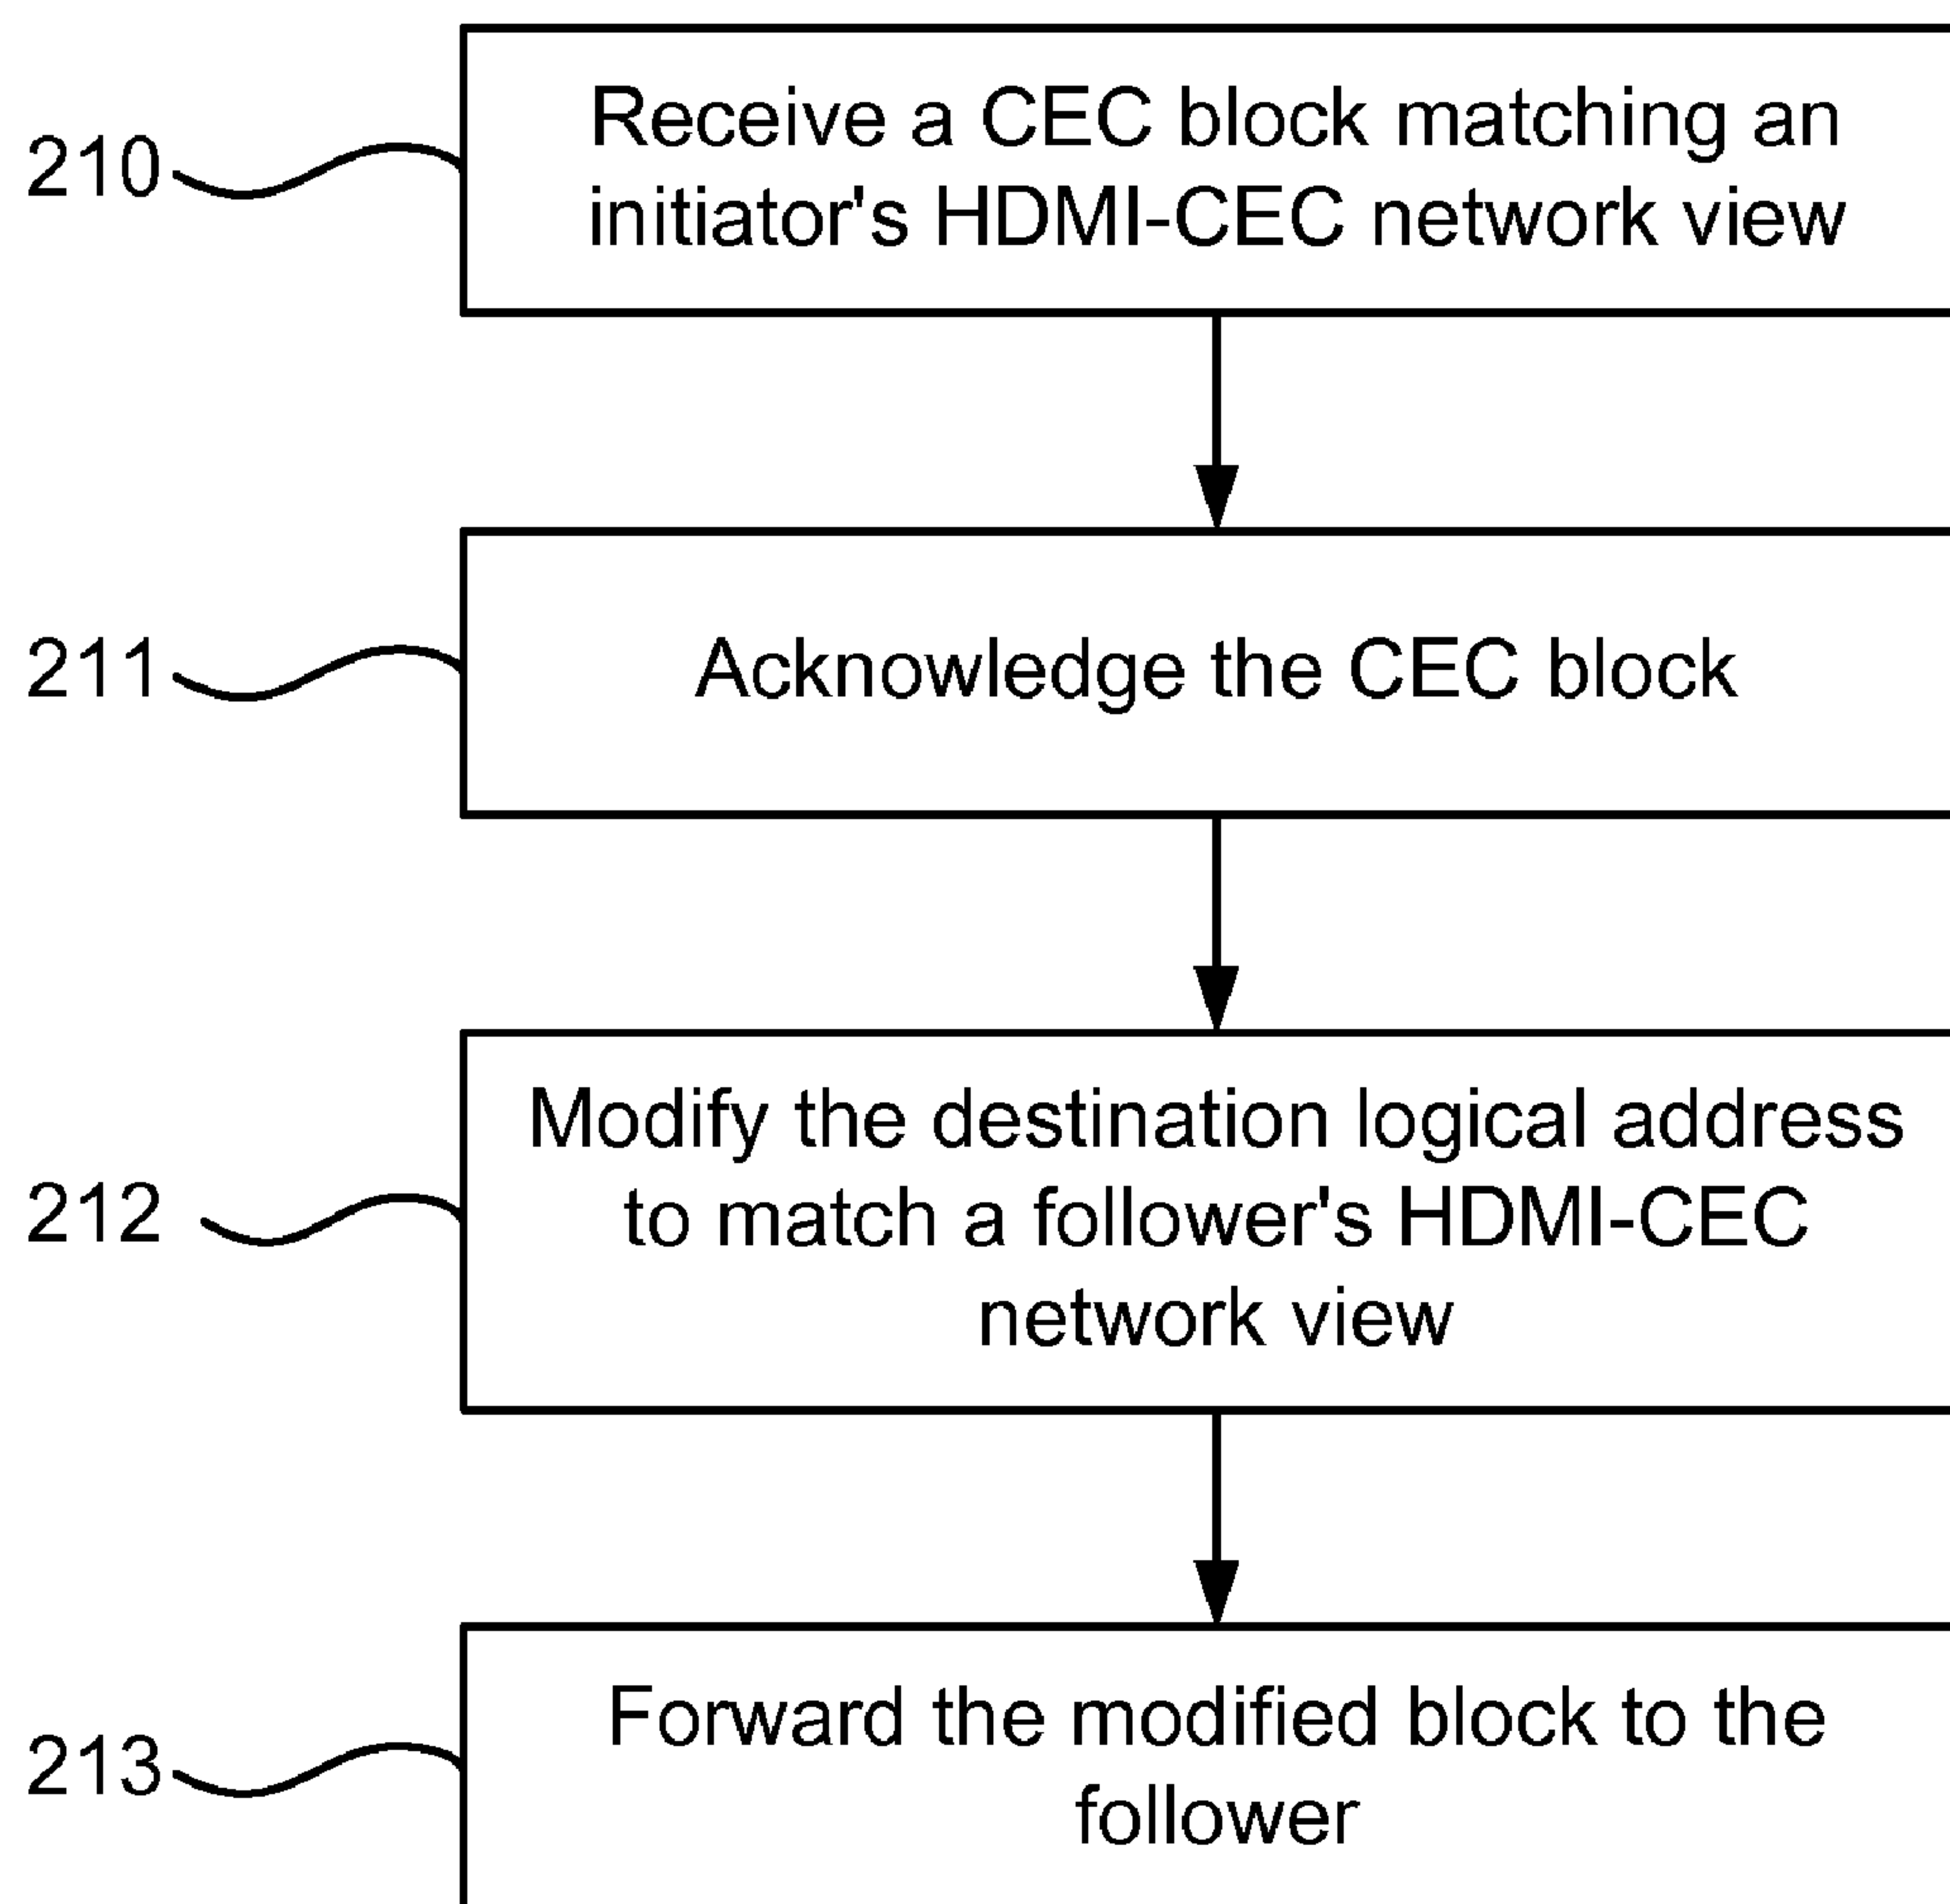 210
Receive a CEC block matching an
initiator's HDMI-CEC network view
211
Acknowledge the CEC block
212
Modify the destination logical address
to match a follower's HDMI-CEC
network view
213
Forward the modified block to the
follower